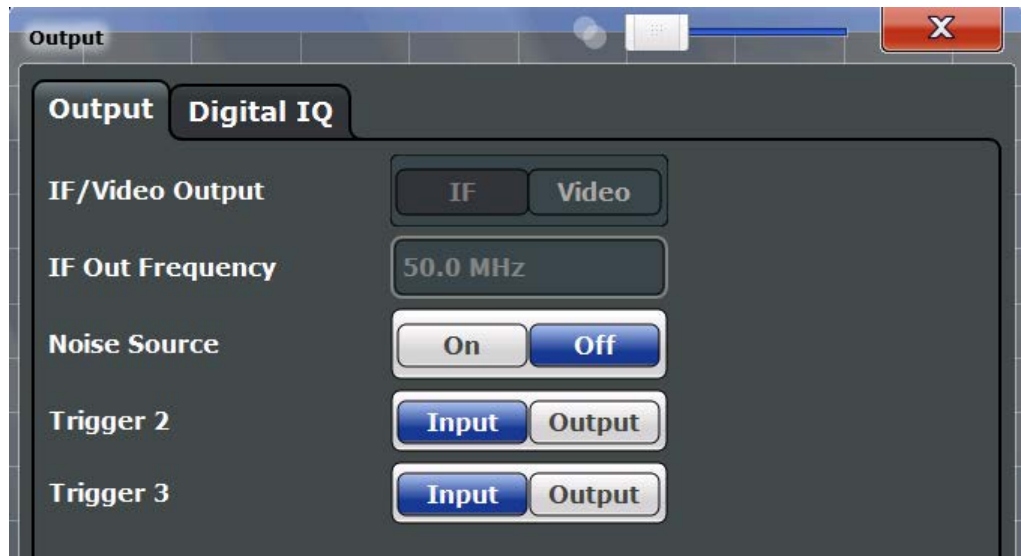 Output
X
Output Digital IQ
IF/Video Output IF Video
IF Out Frequency 50.0 MHz
Noise Source On Off
Trigger 2 Input Output
Trigger 3 Input Output